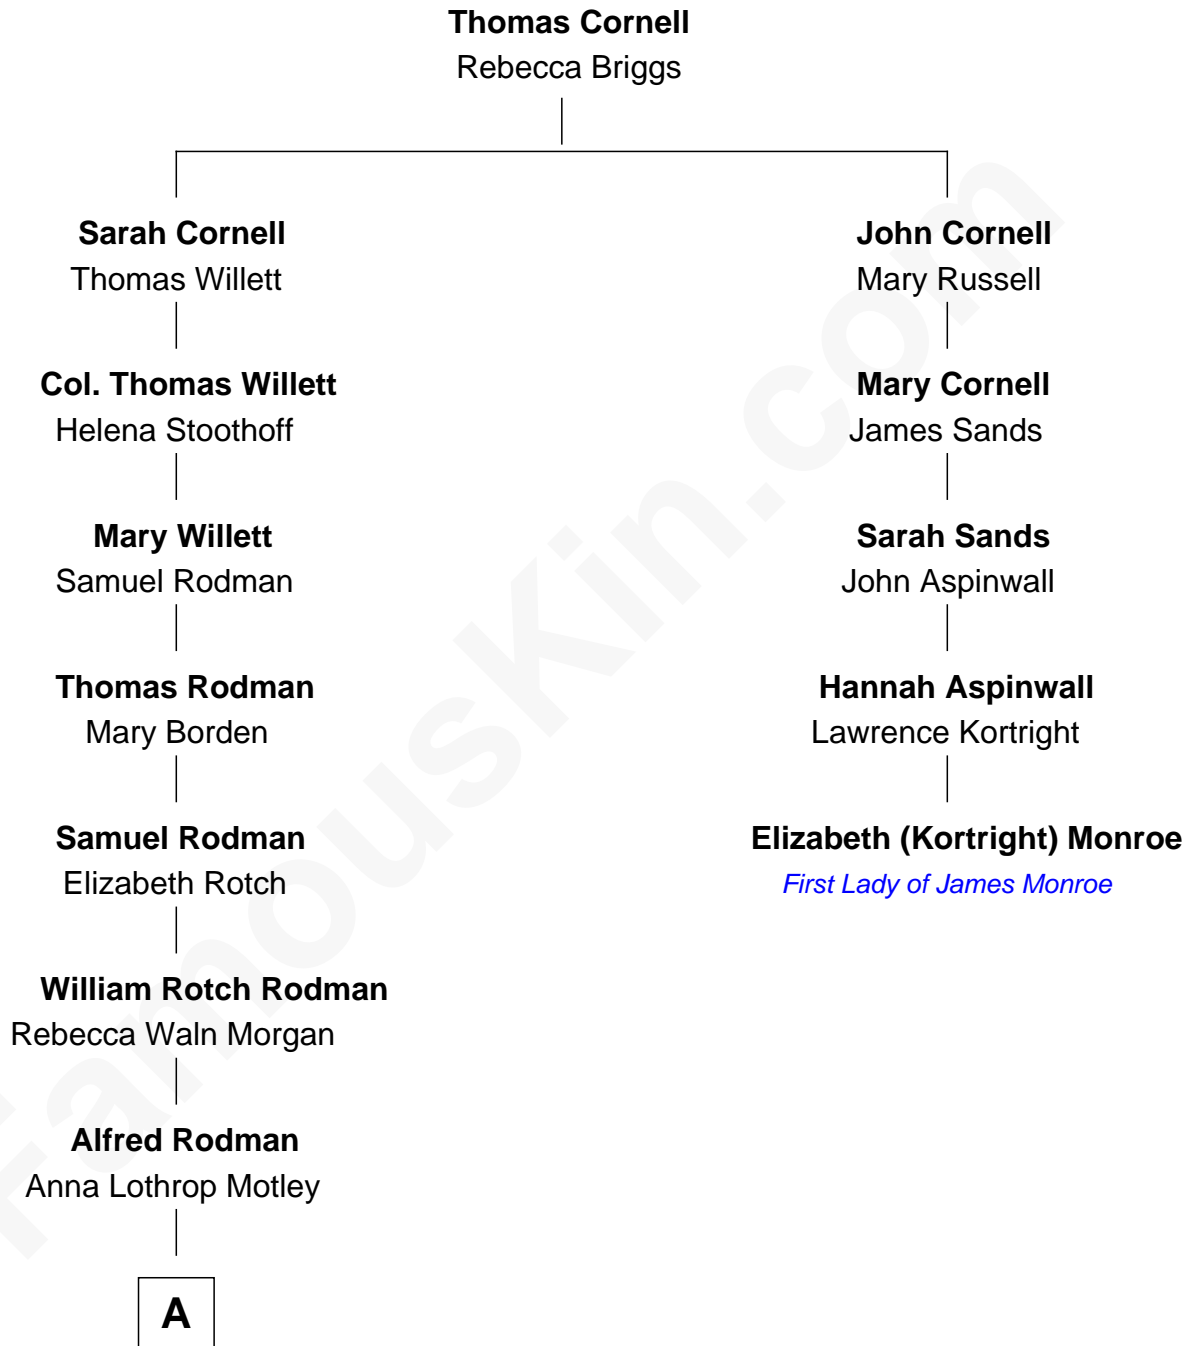 Thomas Cornell
Rebecca Briggs
Sarah Cornell
Thomas Willett
Col. Thomas Willett
Helena Stoothoff
Mary Willett
Samuel Rodman
Thomas Rodman
Mary Borden
Samuel Rodman
Elizabeth Rotch
William Rotch Rodman
Rebecca Waln Morgan
Alfred Rodman
Anna Lothrop Motley
A
John Cornell
Mary Russell
Mary Cornell
James Sands
Sarah Sands
John Aspinwall
Hannah Aspinwall
Lawrence Kortright
Elizabeth (Kortright) Monroe
First Lady of James Monroe
FamousKin.com